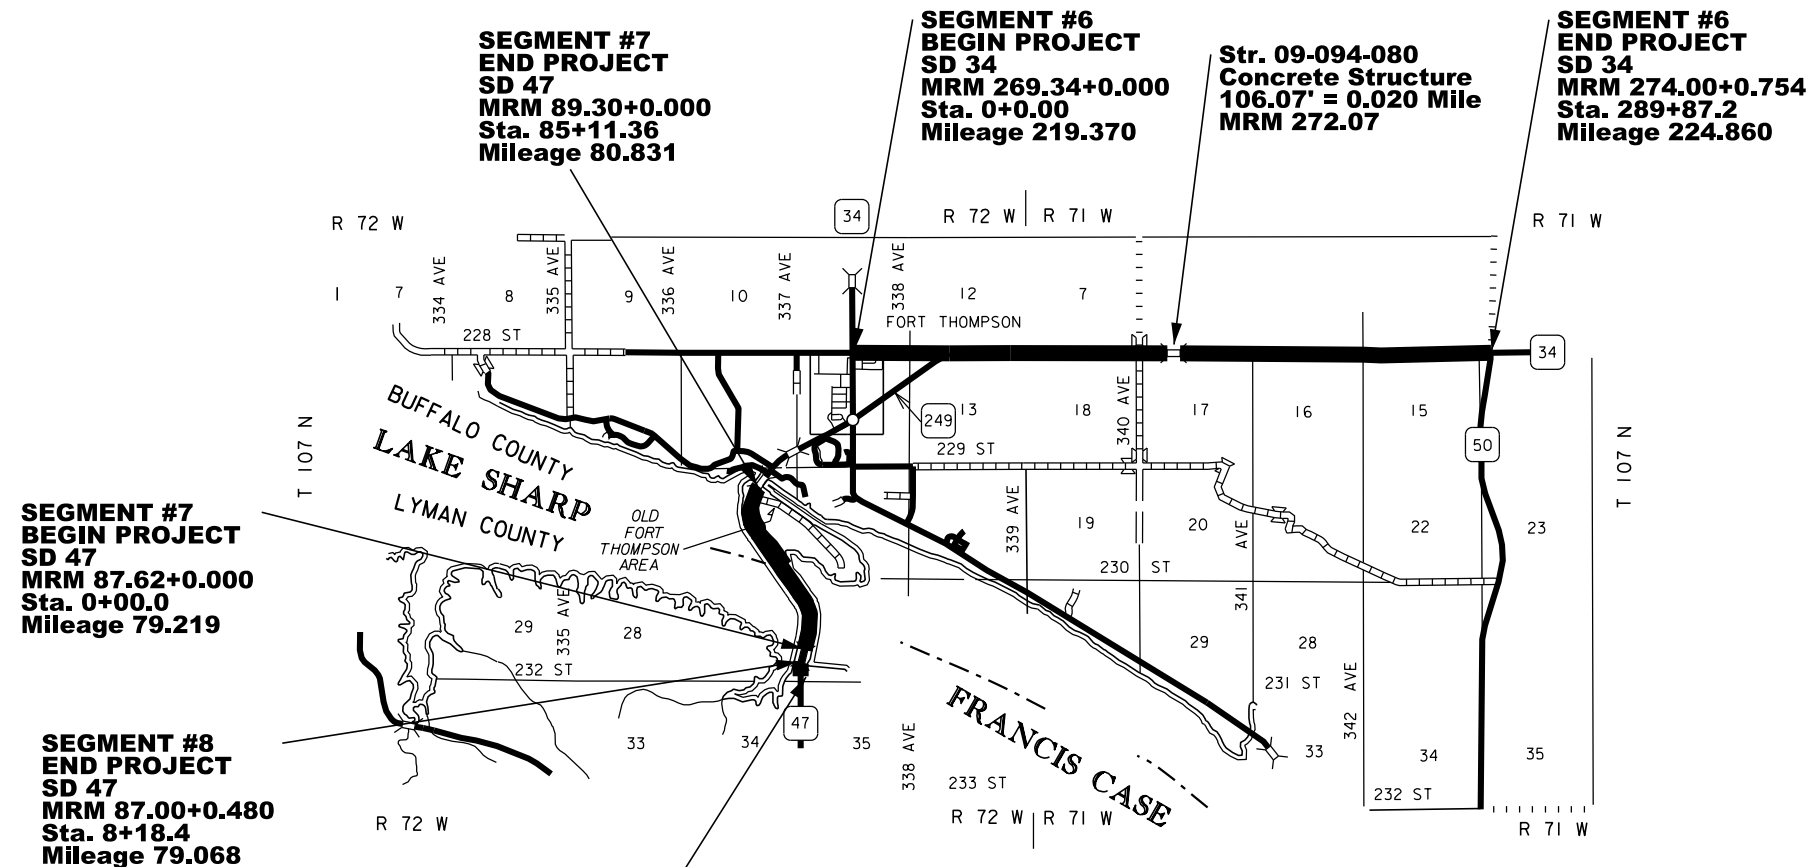 SEGMENT #7
END PROJECT
SD 47
MRM 89.30+0.000
Sta. 85+11.36
Mileage 80.831
SEGMENT #6
BEGIN PROJECT
SD 34
MRM 269.34+0.000
Sta. 0+0.00
Mileage 219.370
Str. 09-094-080
Concrete Structure
106.07' = 0.020 Mile
MRM 272.07
SEGMENT #6
END PROJECT
SD 34
MRM 274.00+0.754
Sta. 289+87.2
Mileage 224.860
R 72 W
34
R 72 W
R 71 W
R 71 W
1
7
334 AVE
8
335 AVE
9
336 AVE
10
337 AVE
338 AVE
12
7
FORT THOMPSON
228 ST
34
BUFFALO COUNTY
LAKE SHARP
LYMAN COUNTY
T 107 N
249
13
18
340 AVE
17
16
15
229 ST
50
T 107 N
OLD
FORT
THOMPSON
AREA
339 AVE
19
20
341 AVE
22
23
230 ST
SEGMENT #7
BEGIN PROJECT
SD 47
MRM 87.62+0.000
Sta. 0+00.0
Mileage 79.219
29
335 AVE
28
232 ST
29
28
231 ST
342 AVE
FRANCIS CASE
SEGMENT #8
END PROJECT
SD 47
MRM 87.00+0.480
Sta. 8+18.4
Mileage 79.068
33
34
47
35
338 AVE
233 ST
33
34
35
232 ST
R 72 W
R 72 W
R 71 W
R 71 W